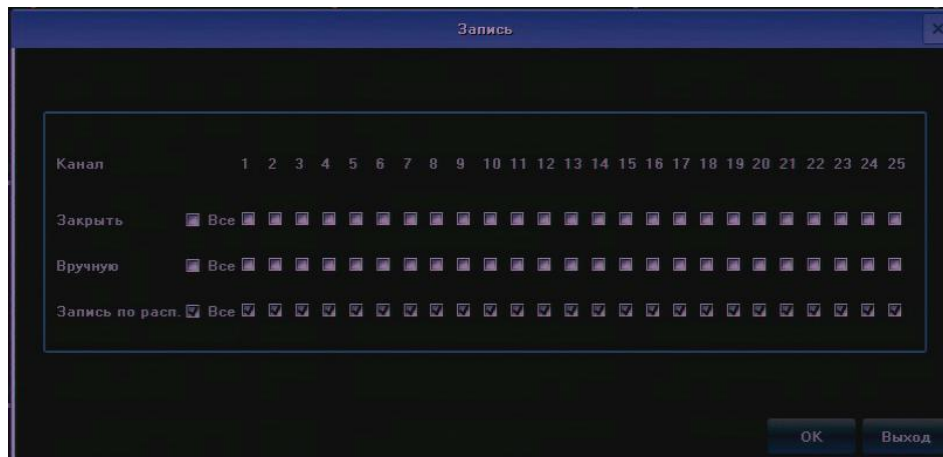 Запись
Канал 1 2 3 4 5 6 7 8 9 10 11 12 13 14 15 16 17 18 19 20 21 22 23 24 25
Закрыть Все
Вручную Все
Запись по расп. Все
OK Выход